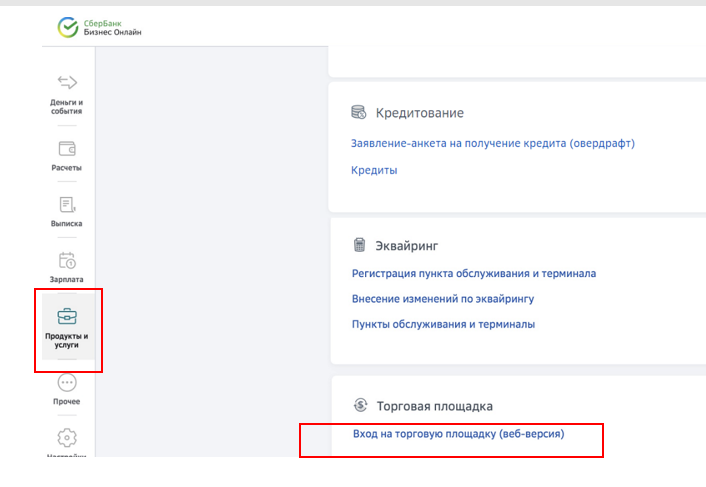 СберБанк
Бизнес Онлайн
Деньги и
события
Расчеты
Выписка
Зарплата
Продукты и
услуги
Прочее
Настройки
Кредитование
Заявление-анкета на получение кредита (овердрафт)
Кредиты
Эквайринг
Регистрация пункта обслуживания и терминала
Внесение изменений по эквайрингу
Пункты обслуживания и терминалы
Торговая площадка
Вход на торговую площадку (веб-версия)